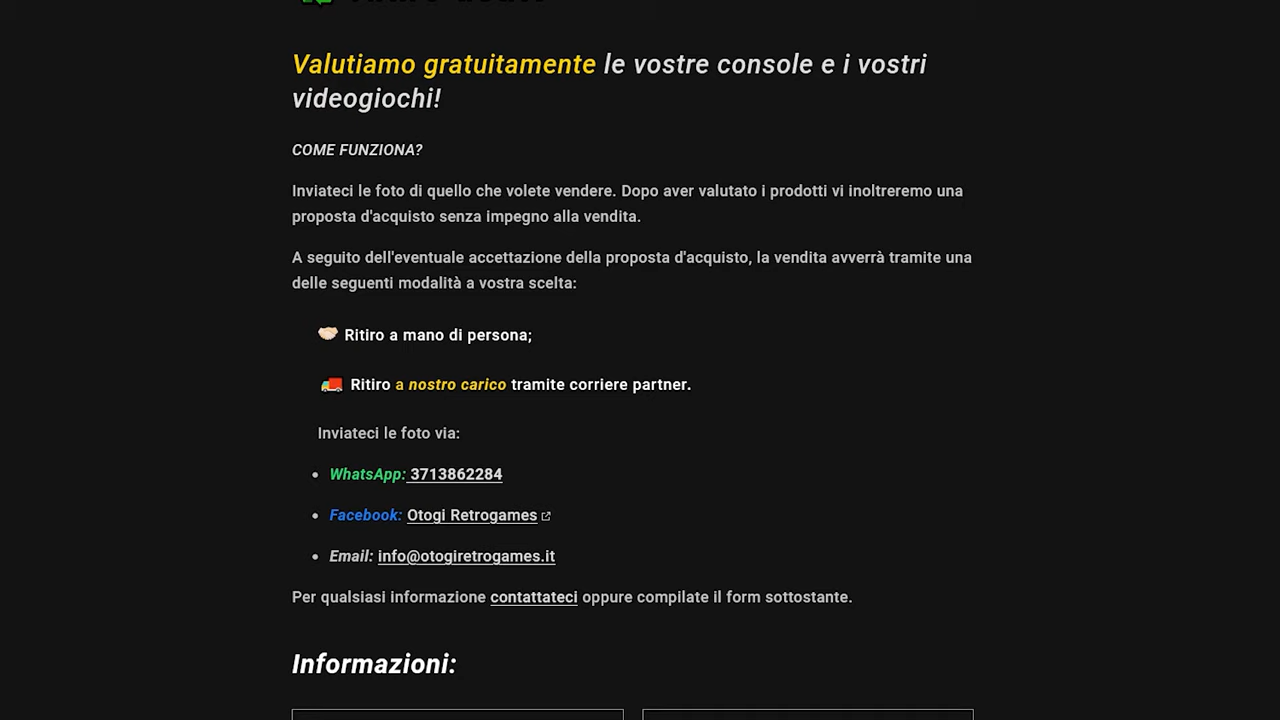 Valutiamo gratuitamente le vostre console e i vostri
videogiochi!
COME FUNZIONA?
Inviateci le foto di quello che volete vendere. Dopo aver valutato i prodotti vi inoltreremo una
proposta d'acquisto senza impegno alla vendita.
A seguito dell'eventuale accettazione della proposta d'acquisto, la vendita avverrà tramite una
delle seguenti modalità a vostra scelta:
Ritiro a mano di persona;
Ritiro a nostro carico tramite corriere partner.
Inviateci le foto via:
WhatsApp: 3713862284
Facebook: Otogi Retrogames
Email: info@otogiretrogames.it
Per qualsiasi informazione contattateci oppure compilate il form sottostante.
Informazioni: